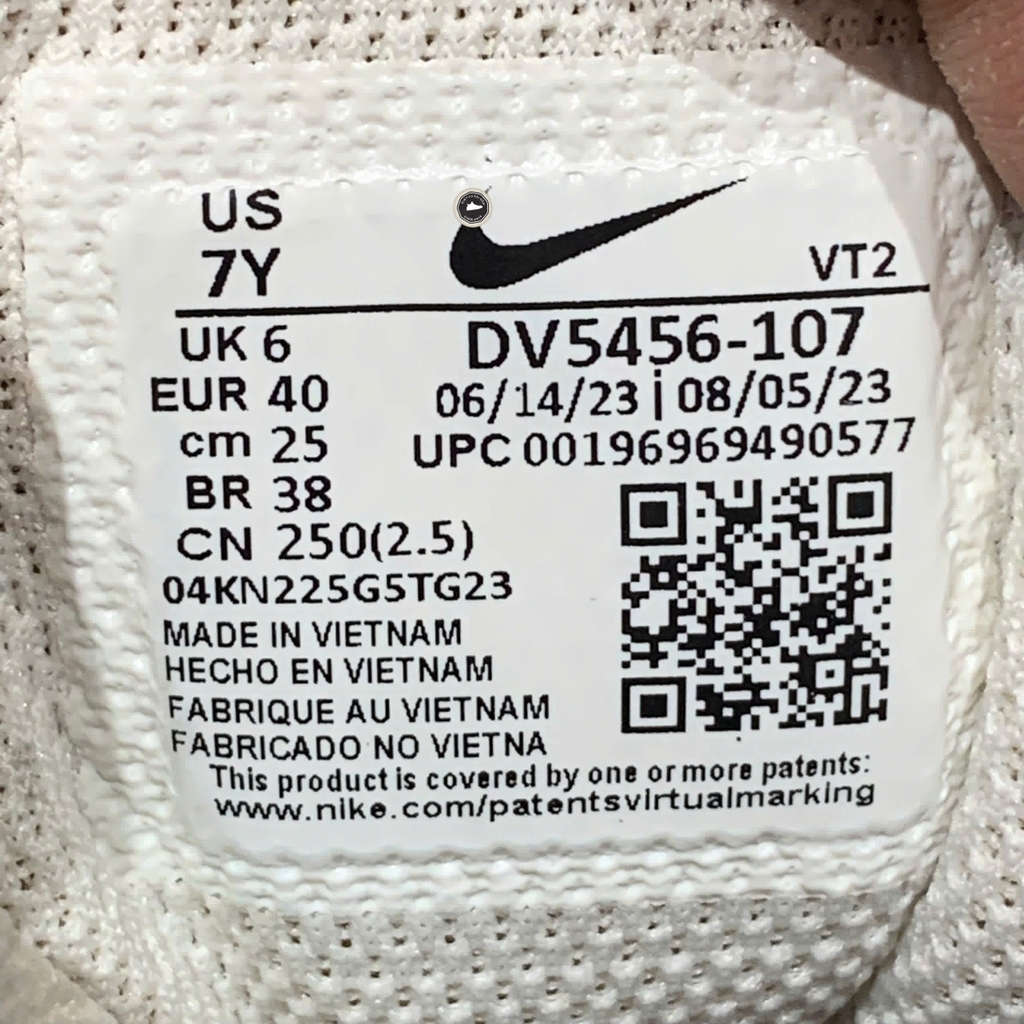 US
7Y
VT2
UK 6
DV5456-107
EUR 40
06/14/23 | 08/05/23
cm 25
UPC 00196969490577
BR 38
CN 250(2.5)
04KN225G5TG23
MADE IN VIETNAM
HECHO EN VIETNAM
FABRIQUE AU VIETNAM
FABRICADO NO VIETNA
This product is covered by one or more patents:
www.nike.com/patentsvirtualmarking